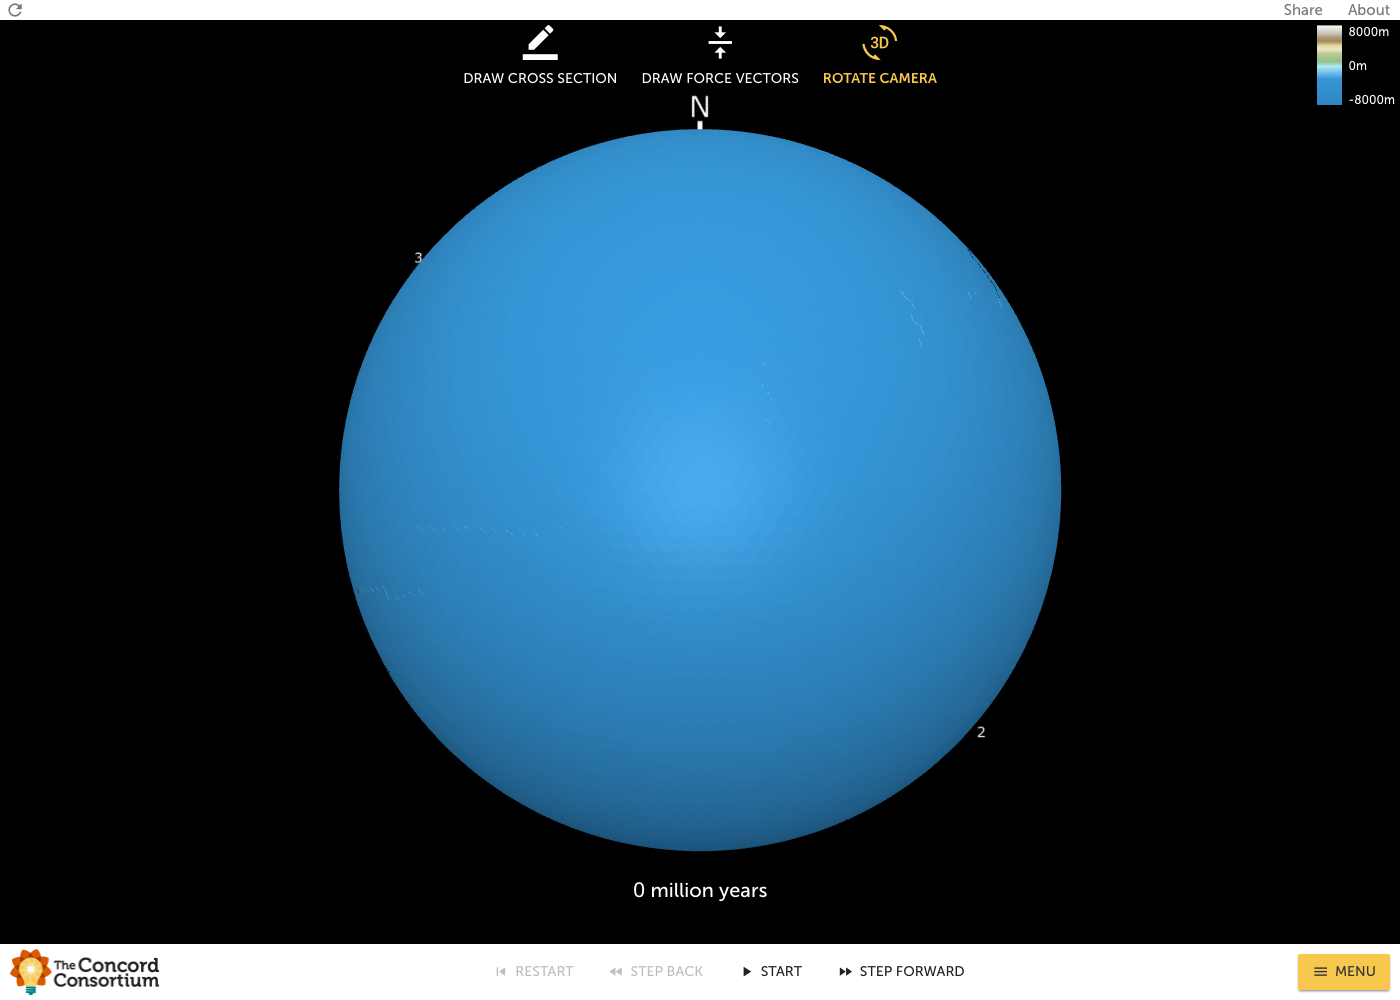 Share
About
8000m
0m
-8000m
3D
DRAW CROSS SECTION
DRAW FORCE VECTORS
ROTATE CAMERA
N
3
2
0 million years
The Concord
Consortium
RESTART
STEP BACK
START
STEP FORWARD
MENU